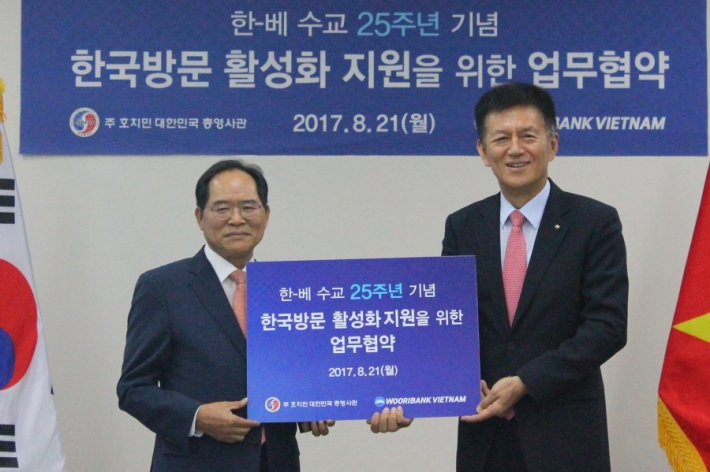 한-베 수교 25주년 기념
한국방문 활성화 지원을 위한 업무협약
주 호치민 대한민국 총영사관 2017.8.21(월) BANK VIETNAM
한-베 수교 25주년 기념
한국방문 활성화 지원을 위한
업무협약
2017.8.21(월)
주 호치민 대한민국 총영사관 WOORIBANK VIETNAM